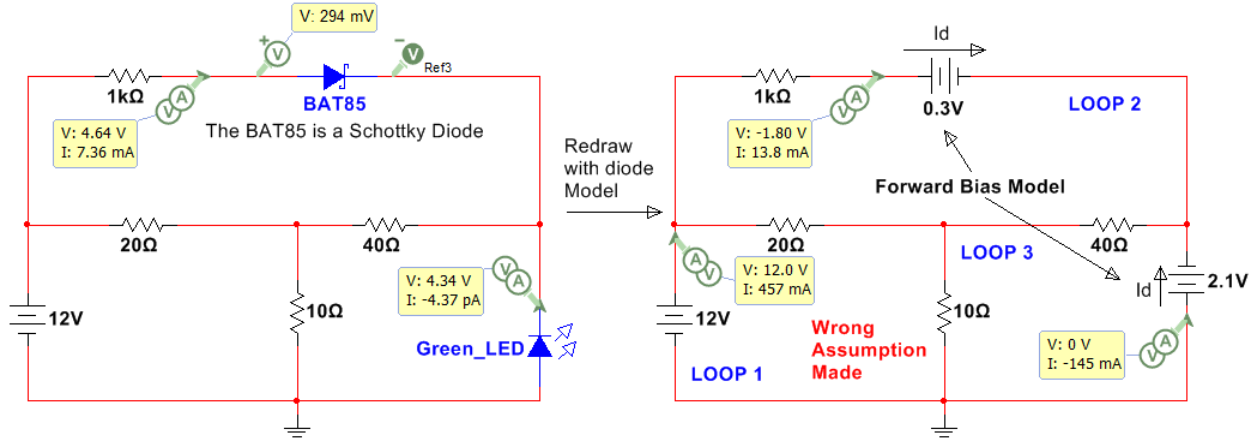 V: 294 mV
Ref3
1kΩ
BAT85
The BAT85 is a Schottky Diode
V: 4.64 V
I: 7.36 mA
20Ω
40Ω
V: 4.34 V
I: -4.37 pA
12V
10Ω
Green_LED
Redraw
with diode
Model
Id
1kΩ
0.3V
LOOP 2
V: -1.80 V
I: 13.8 mA
Forward Bias Model
20Ω
LOOP 3
40Ω
V: 12.0 V
I: 457 mA
Id
2.1V
12V
10Ω
Wrong
Assumption
Made
V: 0 V
I: -145 mA
LOOP 1